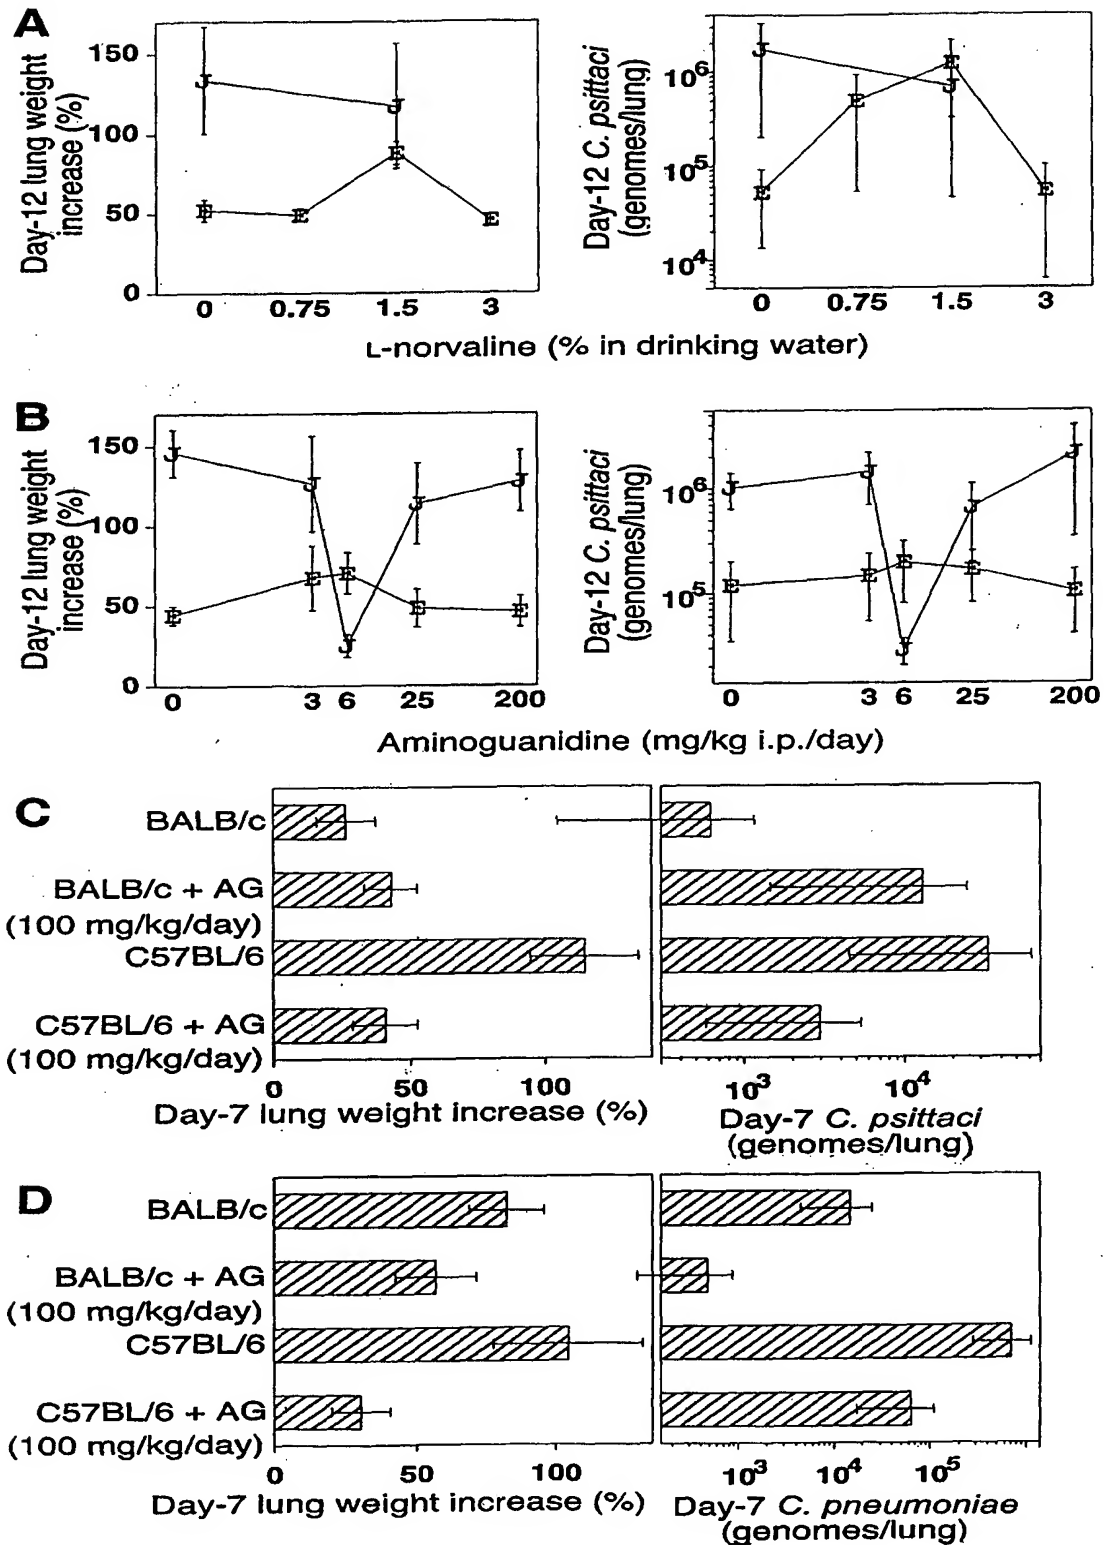 A
Day-12 lung weight
increase (%)
150
100
50
0
J
J
E
E
E
E
0
0.75
1.5
3
Day-12 C. psittaci
(genomes/lung)
10⁶
10⁵
10⁴
J
J
E
E
E
E
0
0.75
1.5
3
L-norvaline (% in drinking water)
B
Day-12 lung weight
increase (%)
150
100
50
0
J
J
J
J
J
E
E
E
E
E
0
3
6
25
200
Day-12 C. psittaci
(genomes/lung)
10⁶
10⁵
J
J
J
J
J
E
E
E
E
E
0
3
6
25
200
Aminoguanidine (mg/kg i.p./day)
C
BALB/c
BALB/c + AG
(100 mg/kg/day)
C57BL/6
C57BL/6 + AG
(100 mg/kg/day)
0
50
100
Day-7 lung weight increase (%)
10³
10⁴
Day-7 C. psittaci
(genomes/lung)
D
BALB/c
BALB/c + AG
(100 mg/kg/day)
C57BL/6
C57BL/6 + AG
(100 mg/kg/day)
0
50
100
Day-7 lung weight increase (%)
10³
10⁴
10⁵
Day-7 C. pneumoniae
(genomes/lung)